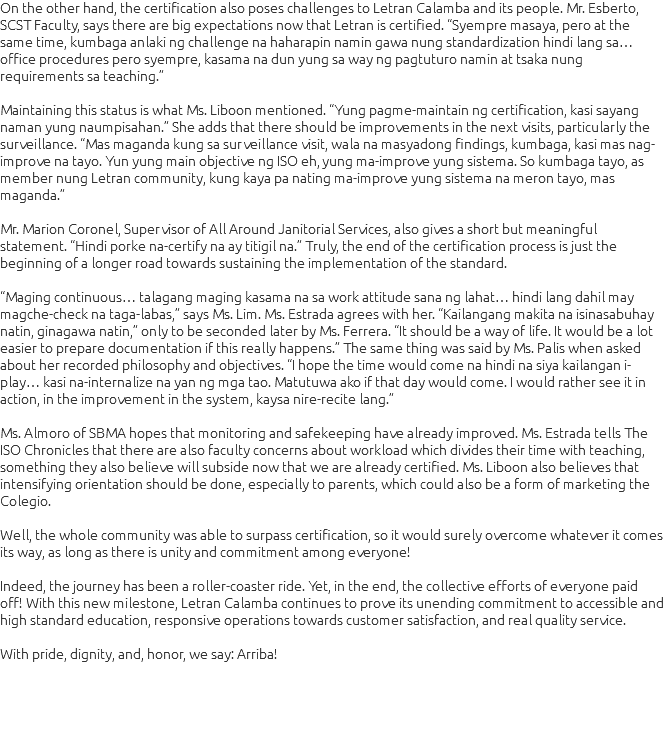 On the other hand, the certification also poses challenges to Letran Calamba and its people. Mr. Esberto,
SCST Faculty, says there are big expectations now that Letran is certified. “Syempre masaya, pero at the
same time, kumbaga anlaki ng challenge na haharapin namin gawa nung standardization hindi lang sa…
office procedures pero syempre, kasama na dun yung sa way ng pagtuturo namin at tsaka nung
requirements sa teaching.”

Maintaining this status is what Ms. Liboon mentioned. “Yung pagme-maintain ng certification, kasi sayang
naman yung naumpisahan.” She adds that there should be improvements in the next visits, particularly the
surveillance. “Mas maganda kung sa surveillance visit, wala na masyadong findings, kumbaga, kasi mas nag-
improve na tayo. Yun yung main objective ng ISO eh, yung ma-improve yung sistema. So kumbaga tayo, as
member nung Letran community, kung kaya pa nating ma-improve yung sistema na meron tayo, mas
maganda.”

Mr. Marion Coronel, Supervisor of All Around Janitorial Services, also gives a short but meaningful
statement. “Hindi porke na-certify na ay titigil na.” Truly, the end of the certification process is just the
beginning of a longer road towards sustaining the implementation of the standard.

“Maging continuous… talagang maging kasama na sa work attitude sana ng lahat… hindi lang dahil may
magche-check na taga-labas,” says Ms. Lim. Ms. Estrada agrees with her. “Kailangang makita na isinasabuhay
natin, ginagawa natin,” only to be seconded later by Ms. Ferrera. “It should be a way of life. It would be a lot
easier to prepare documentation if this really happens.” The same thing was said by Ms. Palis when asked
about her recorded philosophy and objectives. “I hope the time would come na hindi na siya kailangan i-
play… kasi na-internalize na yan ng mga tao. Matutuwa ako if that day would come. I would rather see it in
action, in the improvement in the system, kaysa nire-recite lang.”

Ms. Almoro of SBMA hopes that monitoring and safekeeping have already improved. Ms. Estrada tells The
ISO Chronicles that there are also faculty concerns about workload which divides their time with teaching,
something they also believe will subside now that we are already certified. Ms. Liboon also believes that
intensifying orientation should be done, especially to parents, which could also be a form of marketing the
Colegio.

Well, the whole community was able to surpass certification, so it would surely overcome whatever it comes
its way, as long as there is unity and commitment among everyone!

Indeed, the journey has been a roller-coaster ride. Yet, in the end, the collective efforts of everyone paid
off! With this new milestone, Letran Calamba continues to prove its unending commitment to accessible and
high standard education, responsive operations towards customer satisfaction, and real quality service.

With pride, dignity, and, honor, we say: Arriba!